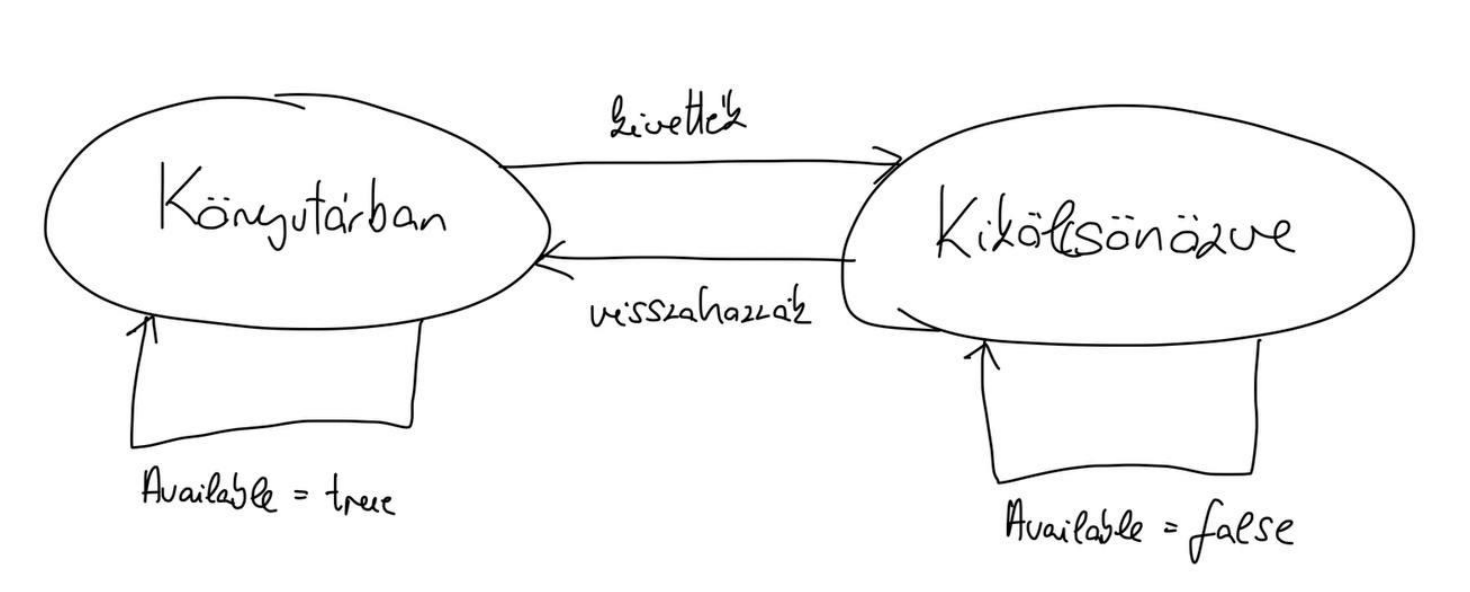 kivették
Könyvtárban
Kikölcsönözve
visszahozzák
Available = true
Available = false